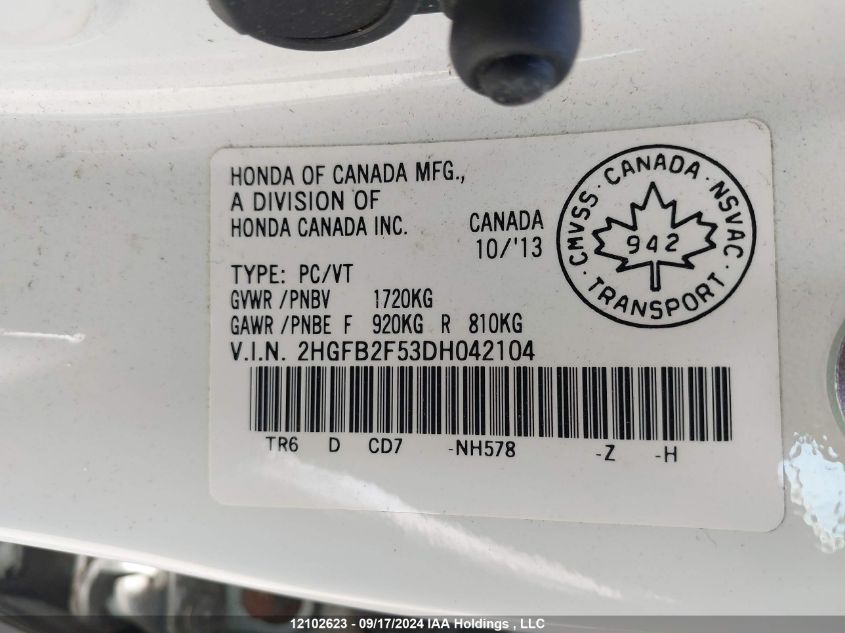 HONDA OF CANADA MFG.,
A DIVISION OF
HONDA CANADA INC.
CANADA
10/'13
CMVSS · CANADA · NSVAC
942
· TRANSPORT ·
TYPE: PC/VT
GVWR /PNBV 1720KG
GAWR /PNBE F 920KG R 810KG
V.I.N. 2HGFB2F53DH042104
TR6 D CD7 -NH578 -Z -H
12102623 - 09/17/2024 IAA Holdings , LLC